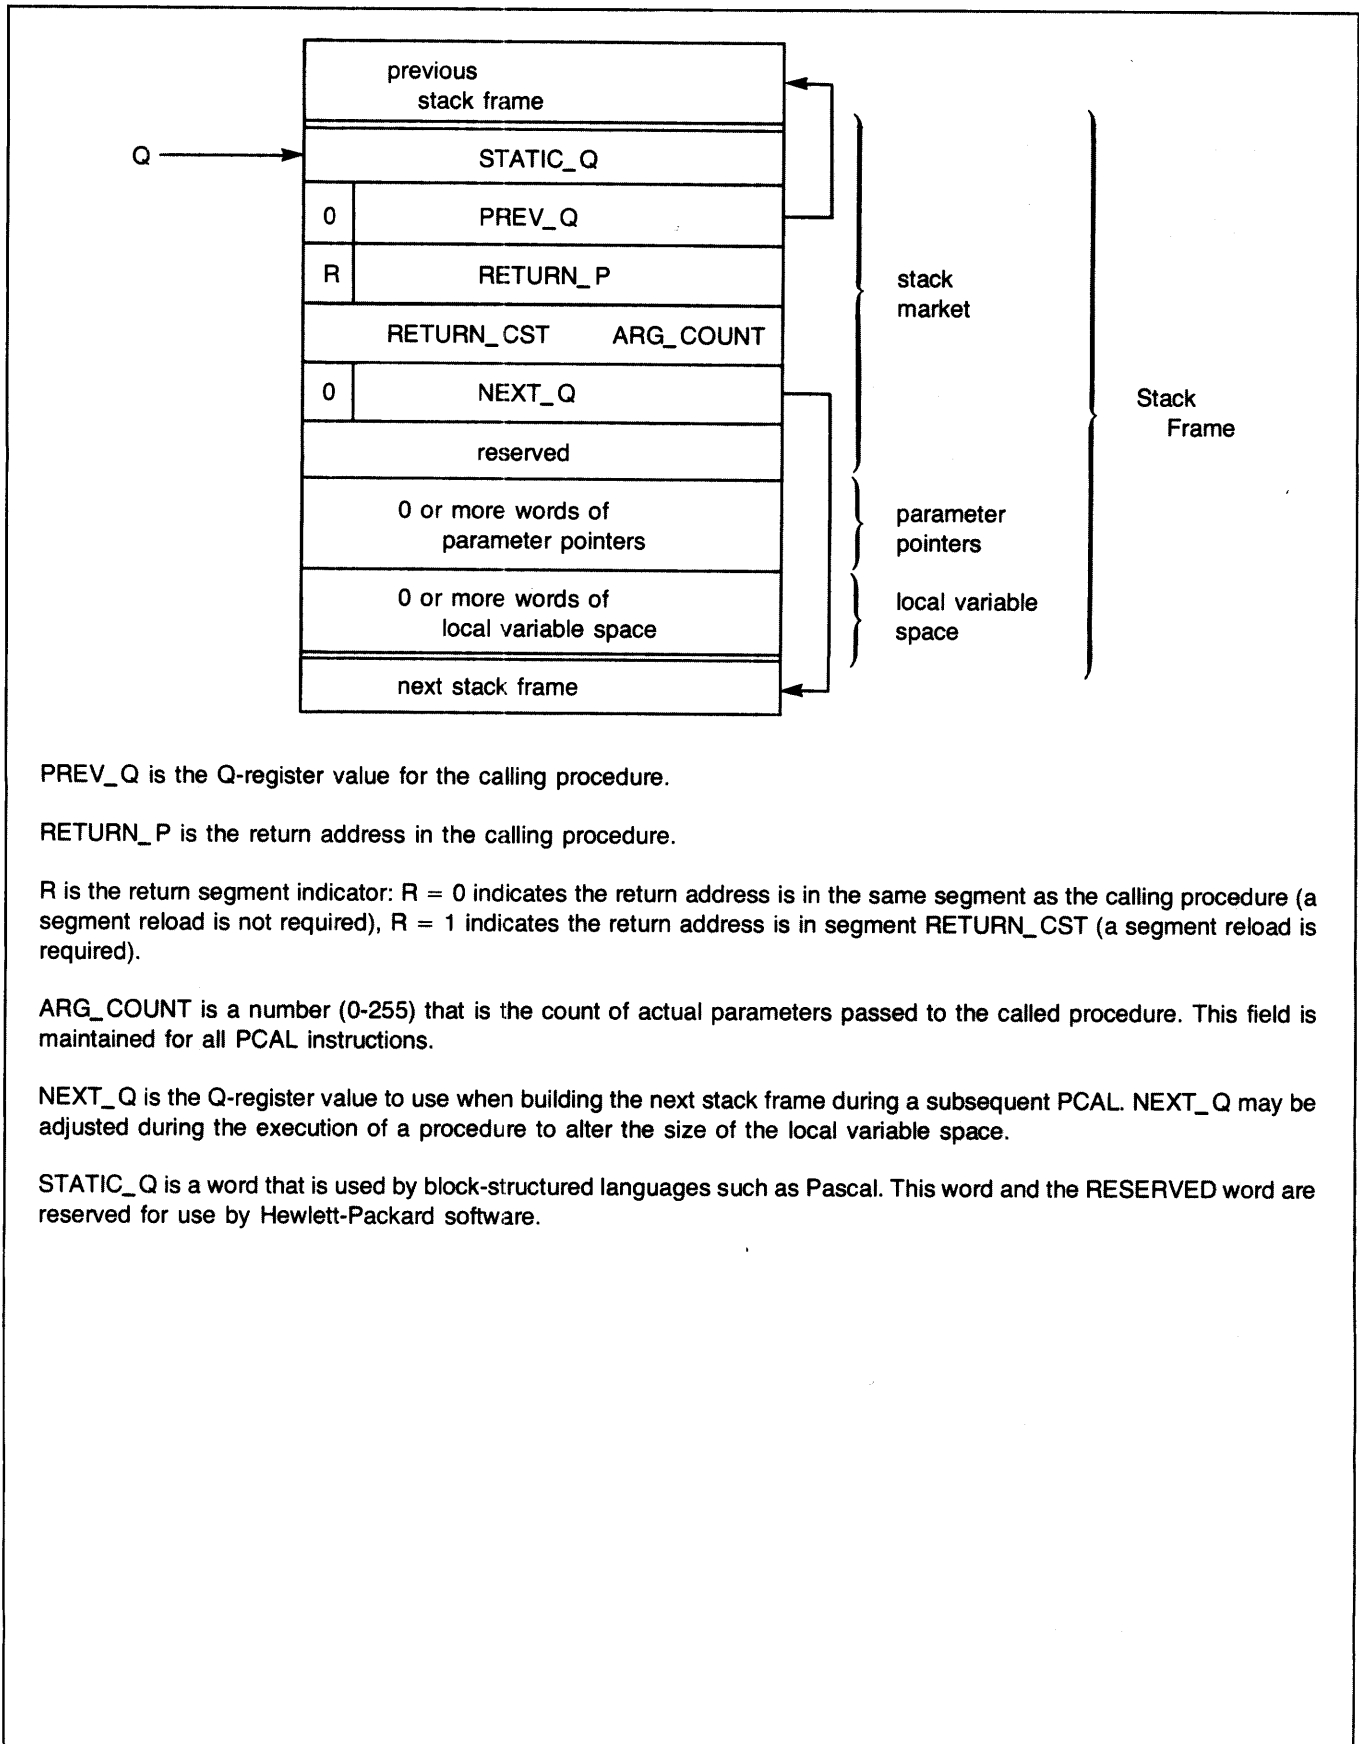 previous
stack frame
Q
STATIC_Q
0 PREV_Q
R RETURN_P
RETURN_CST ARG_COUNT
0 NEXT_Q
reserved
0 or more words of
parameter pointers
0 or more words of
local variable space
next stack frame
stack
market
parameter
pointers
local variable
space
Stack
Frame
PREV_Q is the Q-register value for the calling procedure.
RETURN_P is the return address in the calling procedure.
R is the return segment indicator: R = 0 indicates the return address is in the same segment as the calling procedure (a
segment reload is not required), R = 1 indicates the return address is in segment RETURN_CST (a segment reload is
required).
ARG_COUNT is a number (0-255) that is the count of actual parameters passed to the called procedure. This field is
maintained for all PCAL instructions.
NEXT_Q is the Q-register value to use when building the next stack frame during a subsequent PCAL. NEXT_Q may be
adjusted during the execution of a procedure to alter the size of the local variable space.
STATIC_Q is a word that is used by block-structured languages such as Pascal. This word and the RESERVED word are
reserved for use by Hewlett-Packard software.